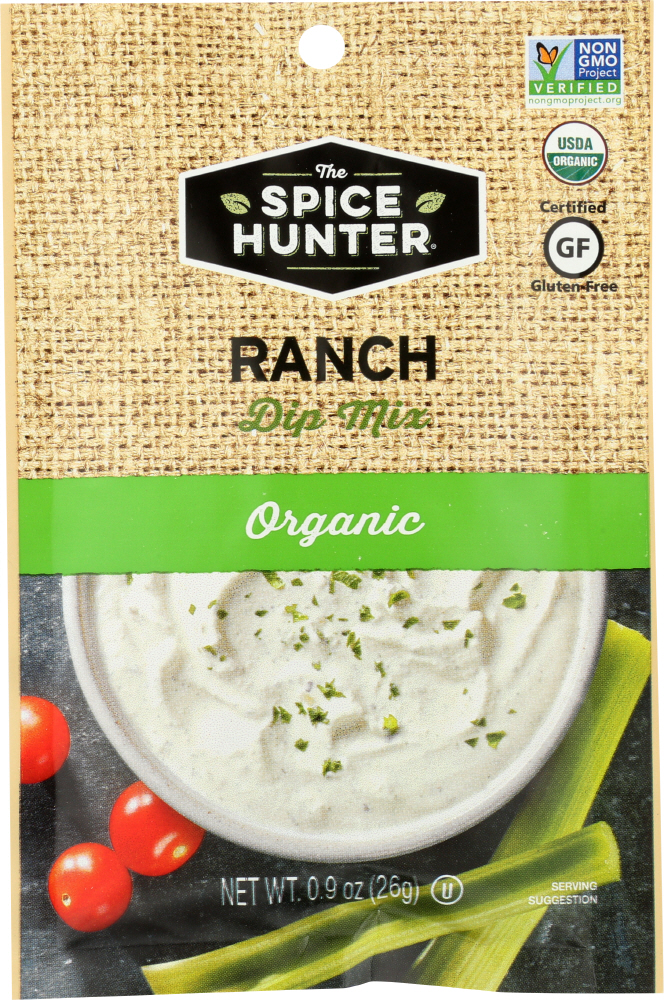 NON
GMO
Project
VERIFIED
nongmoproject.org
USDA
ORGANIC
Certified
GF
Gluten-Free
The
SPICE
HUNTER®
RANCH
Dip Mix
Organic
NET WT. 0.9 oz (26g) U
SERVING
SUGGESTION